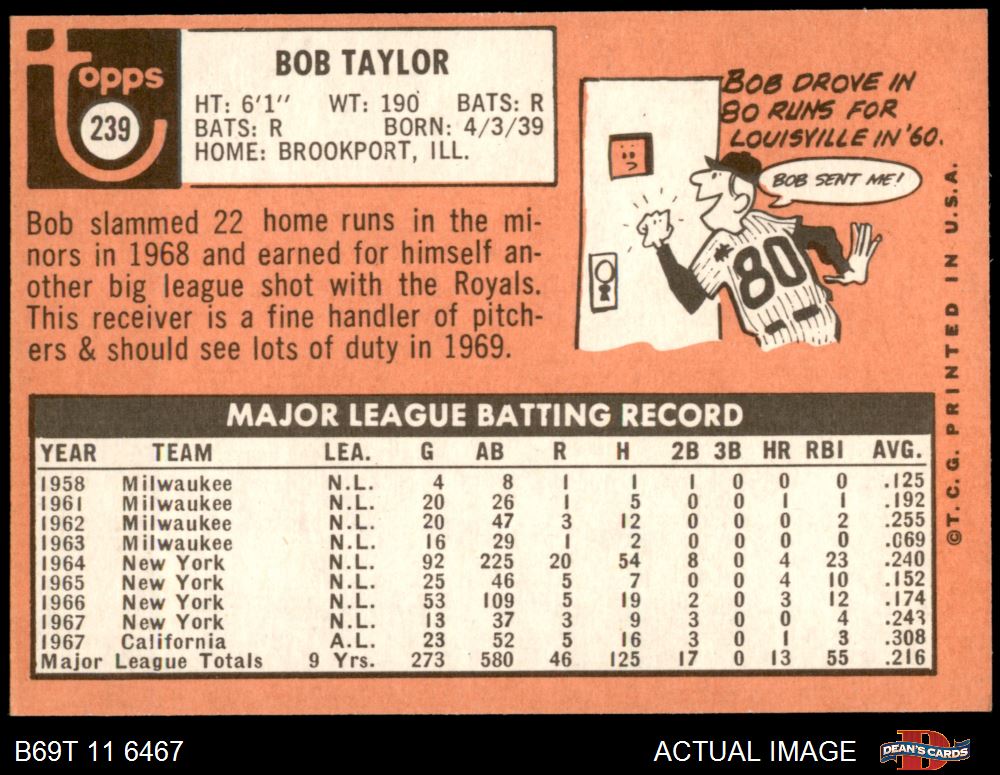 Topps
239
BOB TAYLOR
HT: 6'1" WT: 190 BATS: R
BATS: R BORN: 4/3/39
HOME: BROOKPORT, ILL.
BOB DROVE IN
80 RUNS FOR
LOUISVILLE IN '60.
BOB SENT ME!
80
Bob slammed 22 home runs in the mi-
nors in 1968 and earned for himself an-
other big league shot with the Royals.
This receiver is a fine handler of pitch-
ers & should see lots of duty in 1969.
MAJOR LEAGUE BATTING RECORD
YEAR TEAM LEA. G AB R H 2B 3B HR RBI AVG.
1958 Milwaukee N.L. 4 8 1 1 1 0 0 0 .125
1961 Milwaukee N.L. 20 26 1 5 0 0 1 1 .192
1962 Milwaukee N.L. 20 47 3 12 0 0 0 2 .255
1963 Milwaukee N.L. 16 29 1 2 0 0 0 0 .069
1964 New York N.L. 92 225 20 54 8 0 4 23 .240
1965 New York N.L. 25 46 5 7 0 0 4 10 .152
1966 New York N.L. 53 109 5 19 2 0 3 12 .174
1967 New York N.L. 13 37 3 9 3 0 0 4 .243
1967 California A.L. 23 52 5 16 3 0 1 3 .308
Major League Totals 9 Yrs. 273 580 46 125 17 0 13 55 .216
©T. C. G. PRINTED IN U.S.A.
B69T 11 6467
ACTUAL IMAGE
DEAN'S CARDS